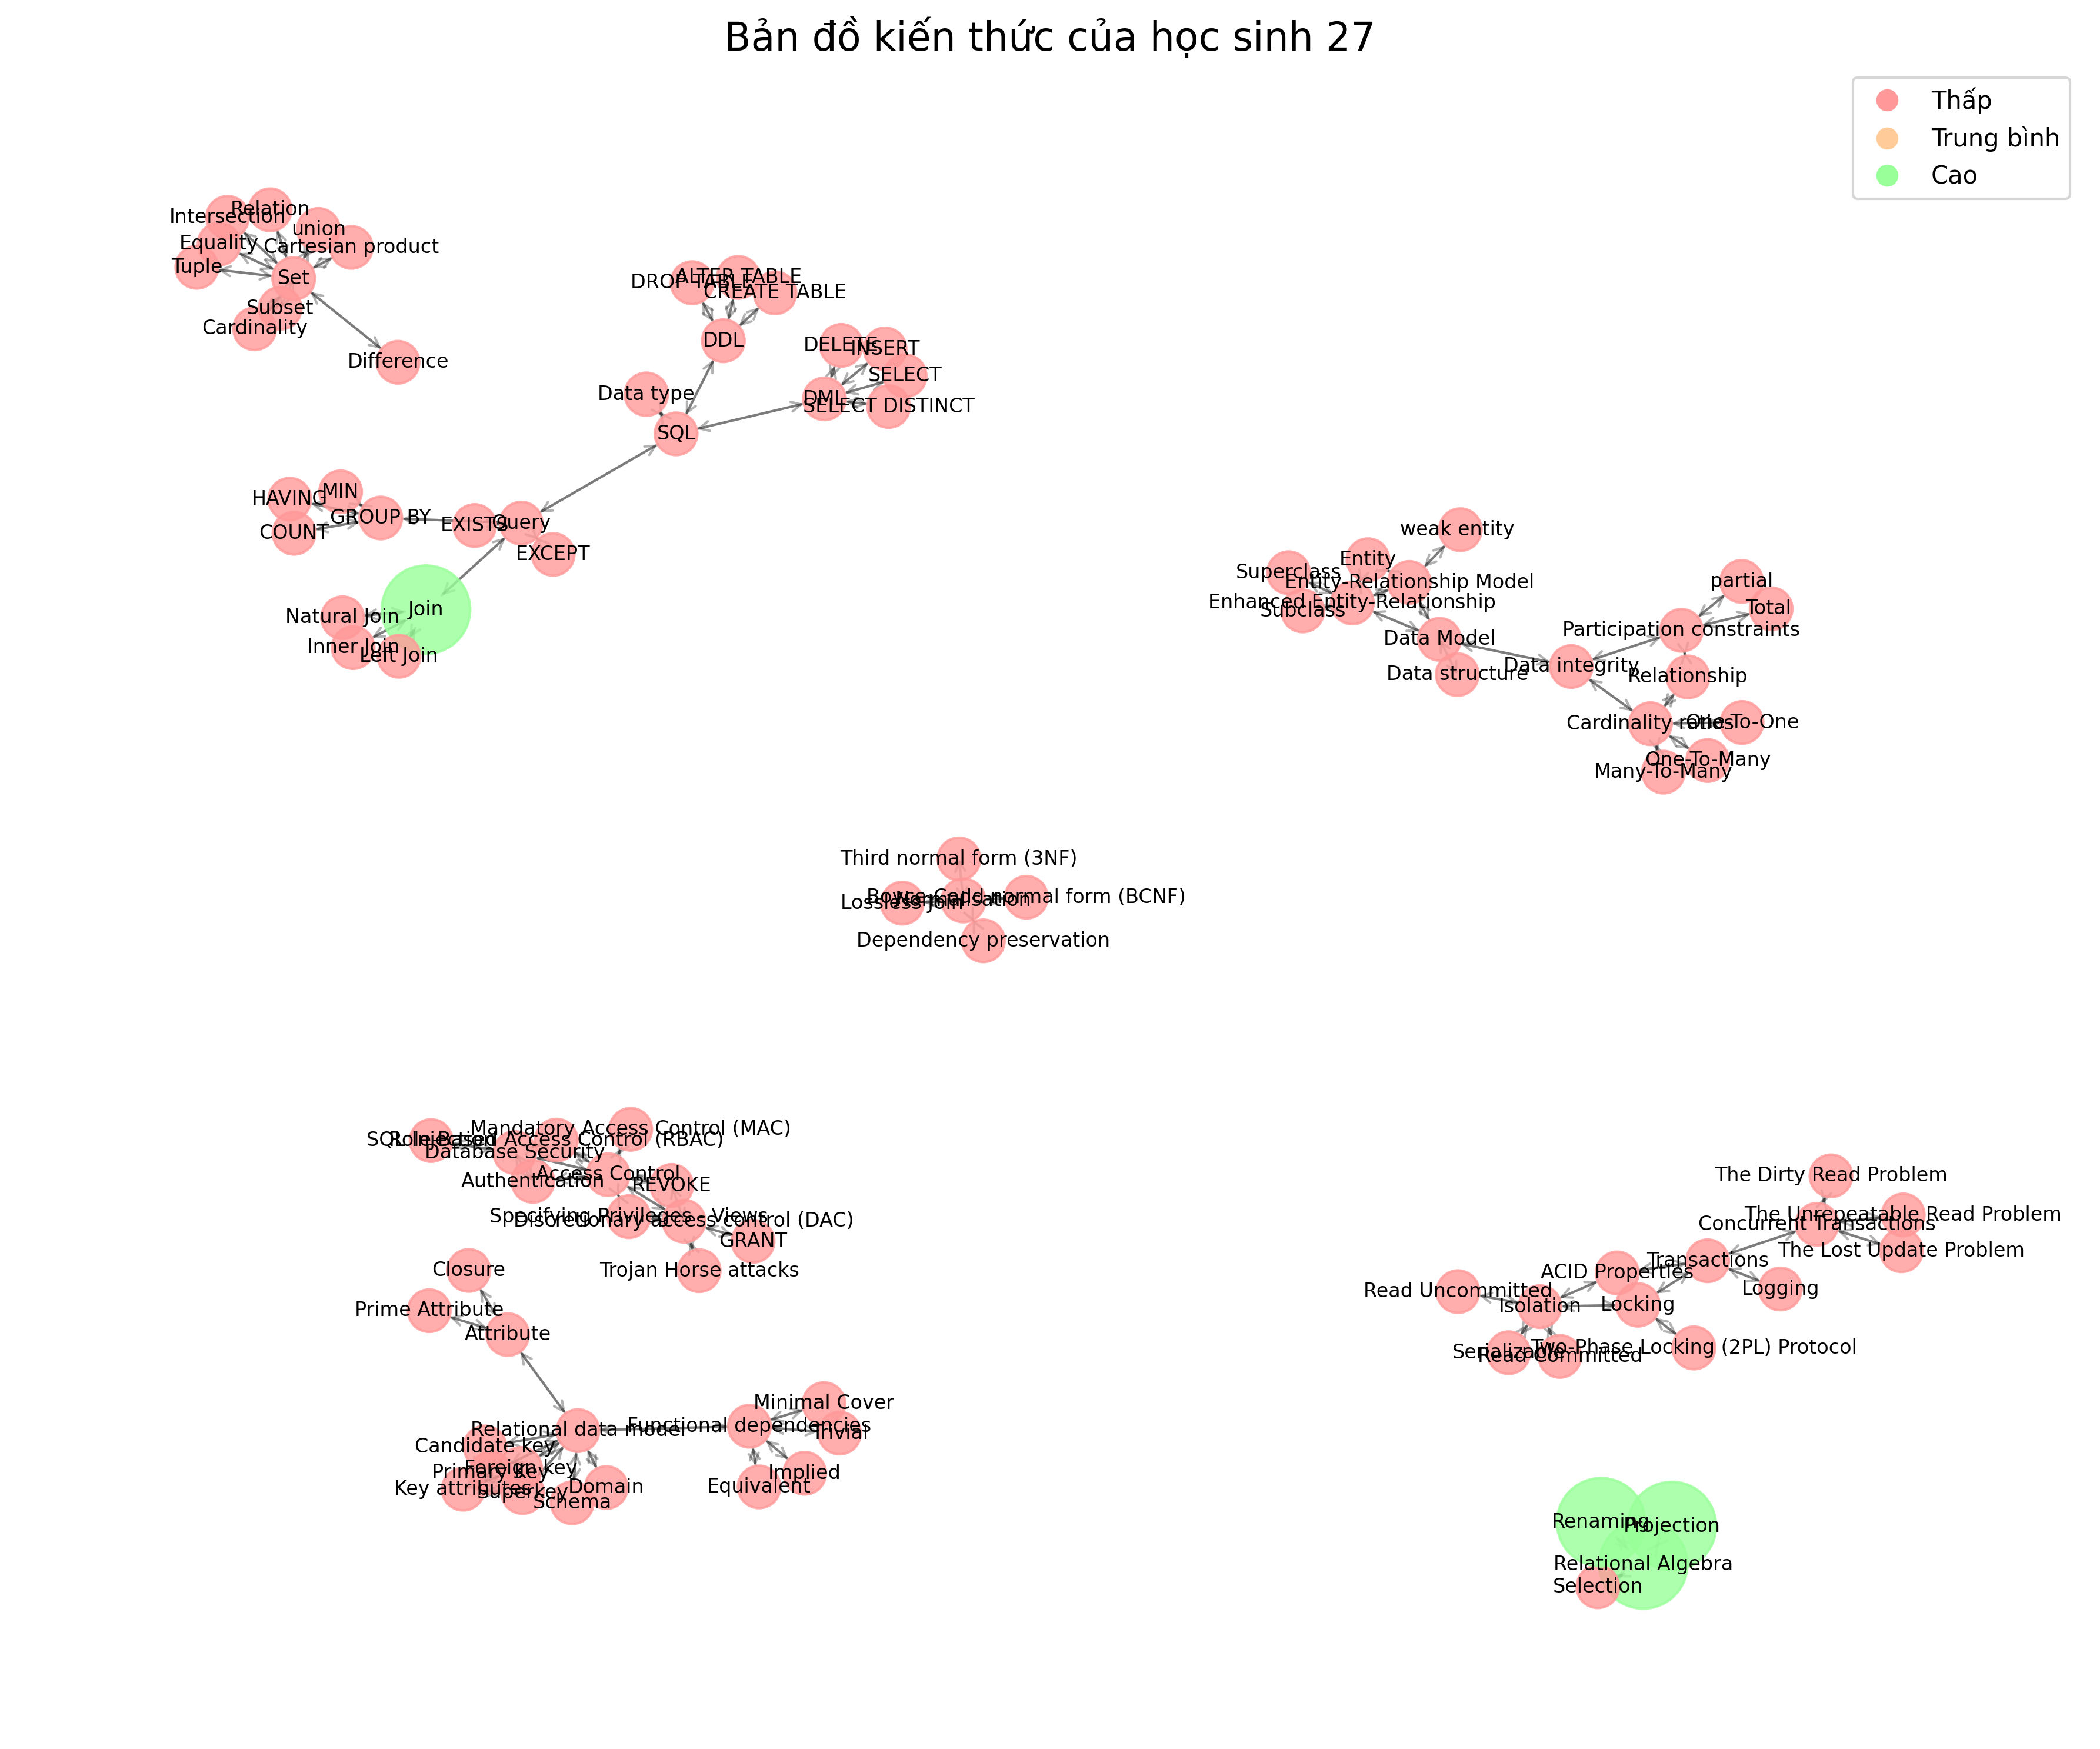 Bản đồ kiến thức của học sinh 27
Thấp
Trung bình
Cao
Intersection
Relation
union
Equality
Cartesian product
Tuple
Set
Subset
Cardinality
Difference
DROP TABLE
ALTER TABLE
CREATE TABLE
DDL
DELETE
INSERT
SELECT
DML
SELECT DISTINCT
Data type
SQL
HAVING
MIN
GROUP BY
COUNT
EXISTS
Query
EXCEPT
Join
Natural Join
Inner Join
Left Join
weak entity
Entity
Superclass
Entity-Relationship Model
Enhanced Entity-Relationship
Subclass
Data Model
Data structure
Data integrity
partial
Total
Participation constraints
Relationship
Cardinality ratios
One-To-One
One-To-Many
Many-To-Many
Third normal form (3NF)
Boyce-Codd normal form (BCNF)
Normalisation
Lossless Join
Dependency preservation
Mandatory Access Control (MAC)
SQL Injection
Role-Based Access Control (RBAC)
Database Security
Access Control
Authentication
REVOKE
Specifying Privileges - Views
Discretionary access control (DAC)
GRANT
Trojan Horse attacks
Closure
Prime Attribute
Attribute
Relational data model
Functional dependencies
Minimal Cover
Trivial
Implied
Equivalent
Candidate key
Foreign key
Primary Key
Key attributes
Superkey
Domain
Schema
The Dirty Read Problem
The Unrepeatable Read Problem
Concurrent Transactions
The Lost Update Problem
Transactions
ACID Properties
Logging
Read Uncommitted
Isolation
Locking
Two-Phase Locking (2PL) Protocol
Serializable
Read Committed
Renaming
Projection
Relational Algebra
Selection